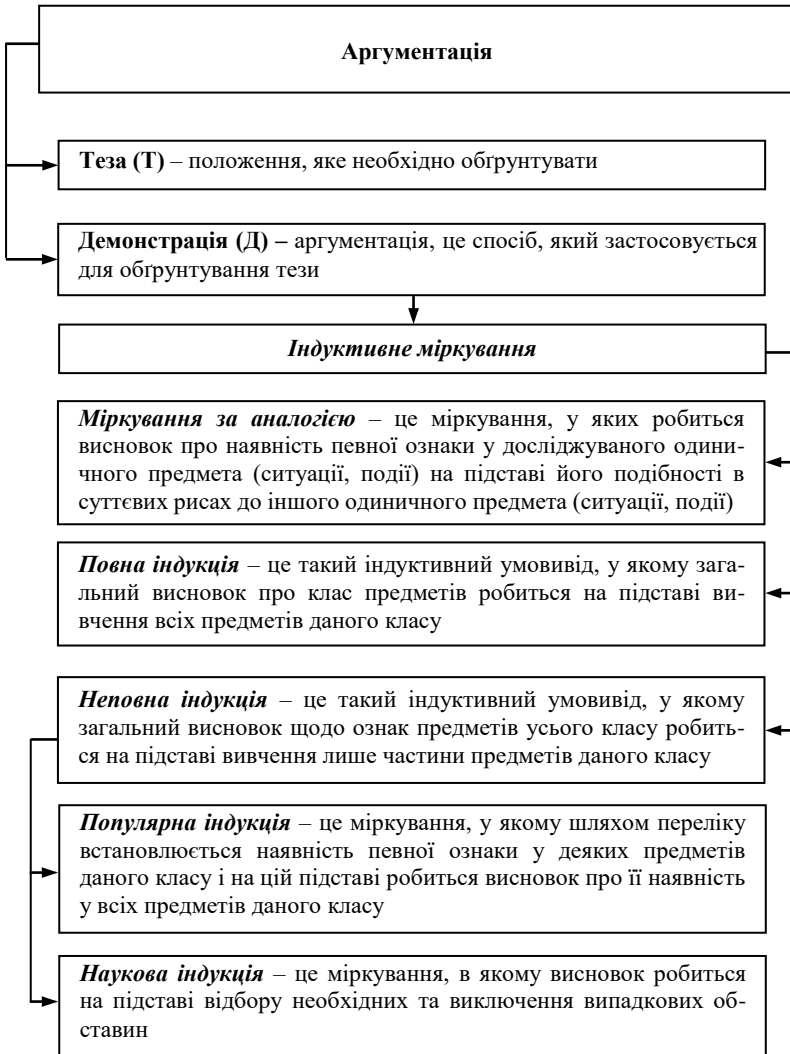 Аргументація
Теза (Т) – положення, яке необхідно обґрунтувати
Демонстрація (Д) – аргументація, це спосіб, який застосовується
для обґрунтування тези
Індуктивне міркування
Міркування за аналогією – це міркування, у яких робиться
висновок про наявність певної ознаки у досліджуваного одини-
чного предмета (ситуації, події) на підставі його подібності в
суттєвих рисах до іншого одиничного предмета (ситуації, події)
Повна індукція – це такий індуктивний умовивід, у якому зага-
льний висновок про клас предметів робиться на підставі ви-
вчення всіх предметів даного класу
Неповна індукція – це такий індуктивний умовивід, у якому
загальний висновок щодо ознак предметів усього класу робить-
ся на підставі вивчення лише частини предметів даного класу
Популярна індукція – це міркування, у якому шляхом переліку
встановлюється наявність певної ознаки у деяких предметів
даного класу і на цій підставі робиться висновок про її наявність
у всіх предметів даного класу
Наукова індукція – це міркування, в якому висновок робиться
на підставі відбору необхідних та виключення випадкових об-
ставин